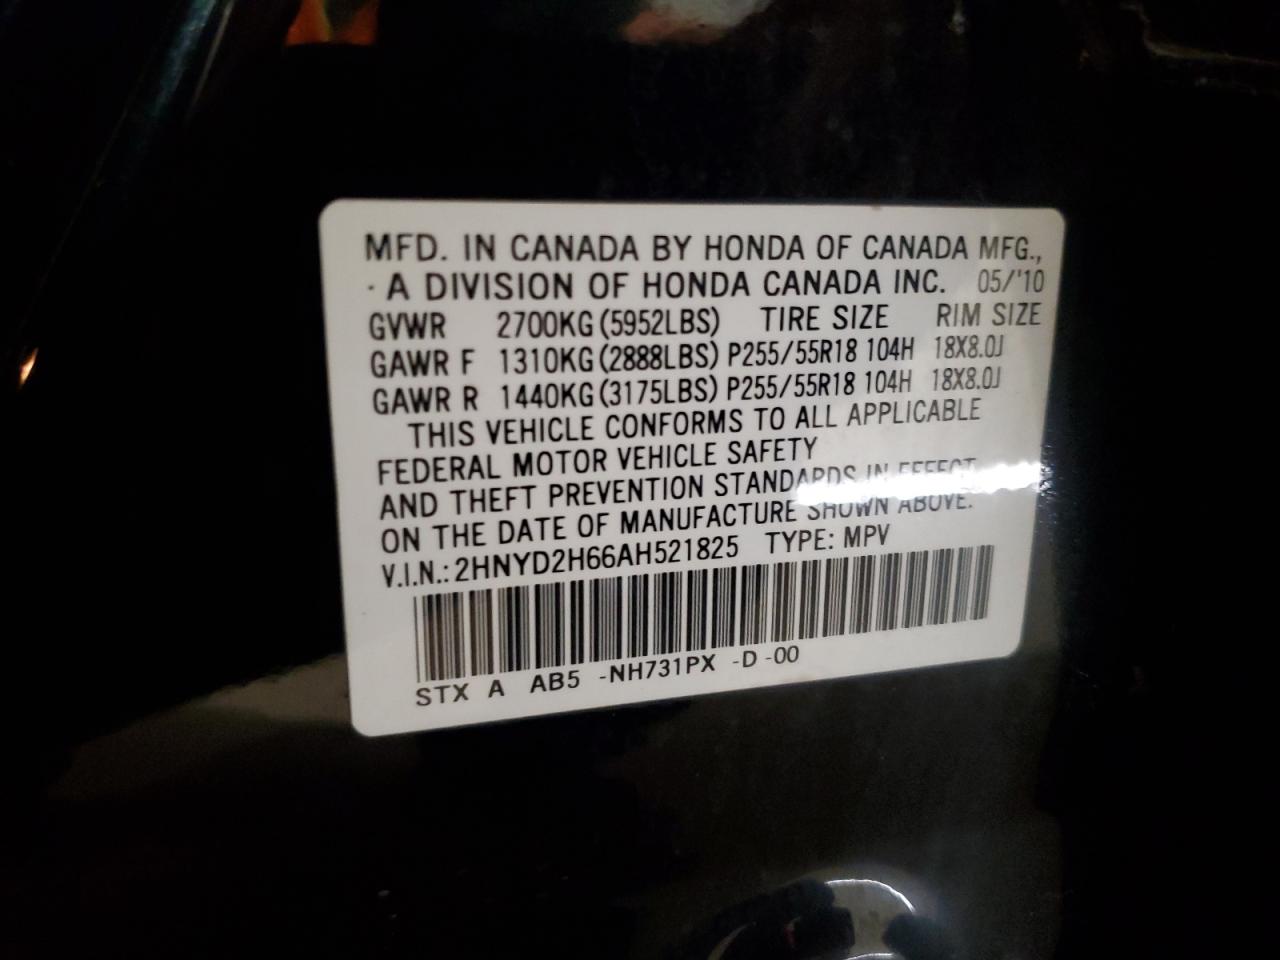 MFD. IN CANADA BY HONDA OF CANADA MFG.,
· A DIVISION OF HONDA CANADA INC. 05/'10
GVWR 2700KG (5952LBS) TIRE SIZE RIM SIZE
GAWR F 1310KG (2888LBS) P255/55R18 104H 18X8.0J
GAWR R 1440KG (3175LBS) P255/55R18 104H 18X8.0J
THIS VEHICLE CONFORMS TO ALL APPLICABLE
FEDERAL MOTOR VEHICLE SAFETY
AND THEFT PREVENTION STANDARDS IN EFFECT
ON THE DATE OF MANUFACTURE SHOWN ABOVE.
V.I.N.: 2HNYD2H66AH521825 TYPE: MPV
STX A AB5 -NH731PX -D -00